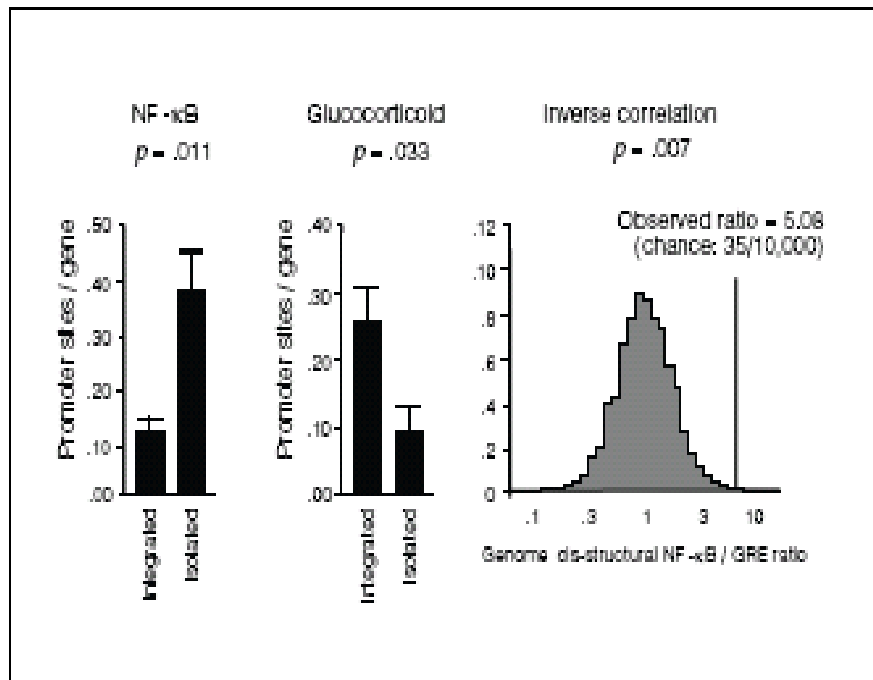 NF-κB
p = .011
Promoter sites / gene
.50
.40
.30
.20
.10
.00
Integrated
Isolated
Glucocorticoid
p = .023
Promoter sites / gene
.40
.30
.20
.10
.00
Integrated
Isolated
Inverse correlation
p = .007
Observed ratio = 5.08
(chance: 35/10,000)
.12
.10
.8
.6
.4
.2
0
.1 .3 1 3 10
Genome cis-structural NF-κB / GRE ratio